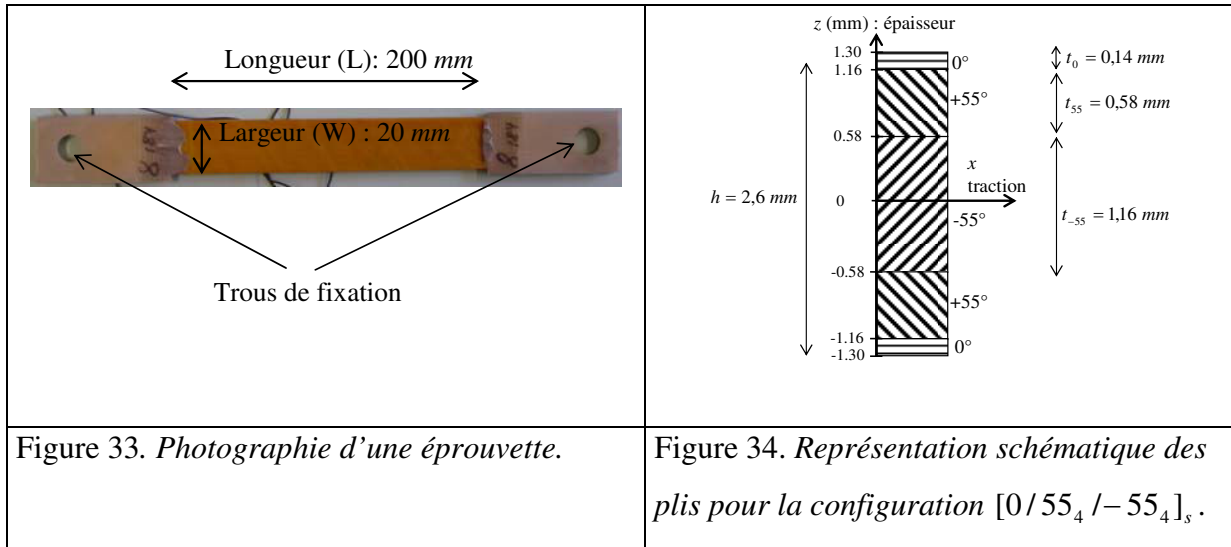 Longueur (L): 200 mm
Largeur (W) : 20 mm
8.184
Trous de fixation
z (mm) : épaisseur
1.30
0°
t₀ = 0,14 mm
1.16
+55°
t₅₅ = 0,58 mm
0.58
x
traction
h = 2,6 mm
0
-55°
t₋₅₅ = 1,16 mm
-0.58
+55°
-1.16
0°
-1.30
Figure 33. Photographie d'une éprouvette.
Figure 34. Représentation schématique des
plis pour la configuration [0/55₄/−55₄]ₛ.